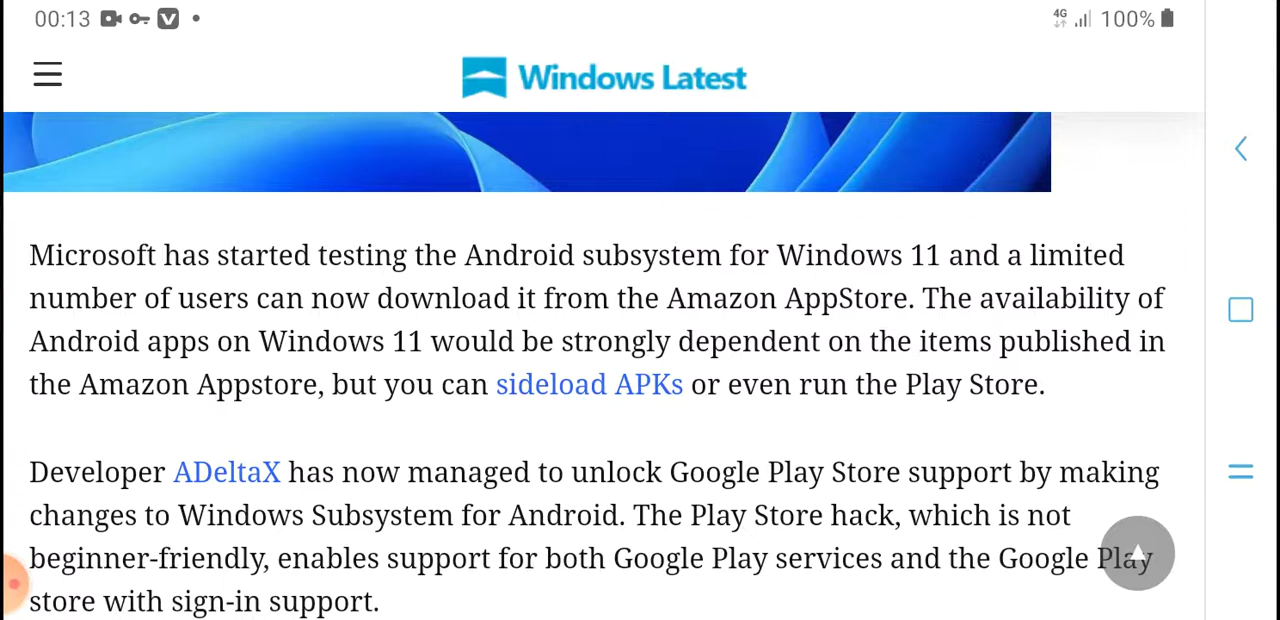 00:13 V
4G 100%
Windows Latest
Microsoft has started testing the Android subsystem for Windows 11 and a limited
number of users can now download it from the Amazon AppStore. The availability of
Android apps on Windows 11 would be strongly dependent on the items published in
the Amazon Appstore, but you can sideload APKs or even run the Play Store.
Developer ADeltaX has now managed to unlock Google Play Store support by making
changes to Windows Subsystem for Android. The Play Store hack, which is not
beginner-friendly, enables support for both Google Play services and the Google Play
store with sign-in support.